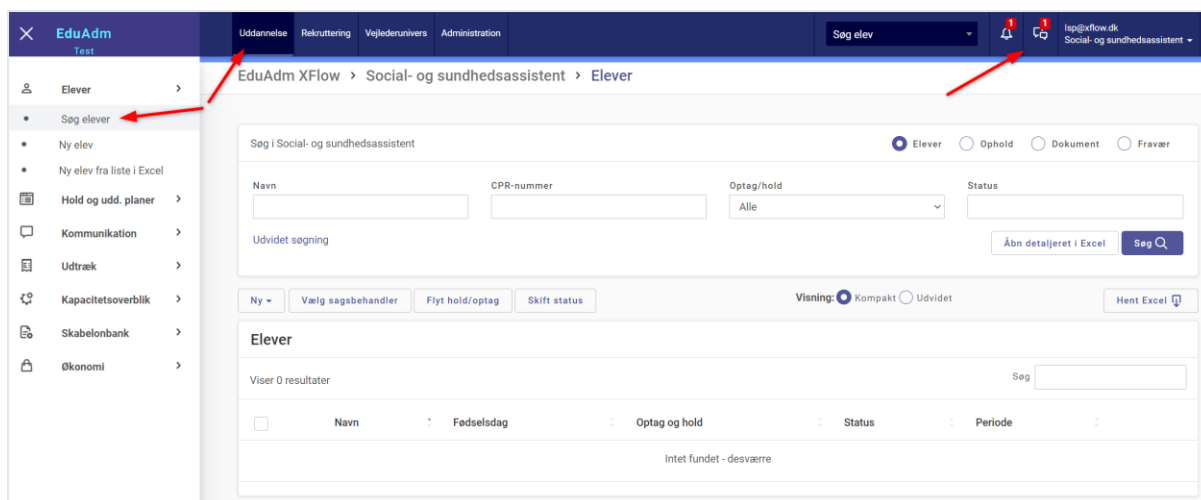 EduAdm
Test
Uddannelse Rekruttering Vejlederunivers Administration
Søg elev
1 1
lsp@xflow.dk
Social- og sundhedsassistent
EduAdm XFlow > Social- og sundhedsassistent > Elever
Elever
Søg elever
Ny elev
Ny elev fra liste i Excel
Hold og udd. planer
Kommunikation
Udtræk
Kapacitetsoverblik
Skabelonbank
Økonomi
Søg i Social- og sundhedsassistent
Elever Ophold Dokument Fravær
Navn CPR-nummer Optag/hold Status
Alle
Udvidet søgning
Åbn detaljeret i Excel Søg
Ny Vælg sagsbehandler Flyt hold/optag Skift status
Visning: Kompakt Udvidet
Hent Excel
Elever
Viser 0 resultater
Søg
Navn Fødselsdag Optag og hold Status Periode
Intet fundet - desværre